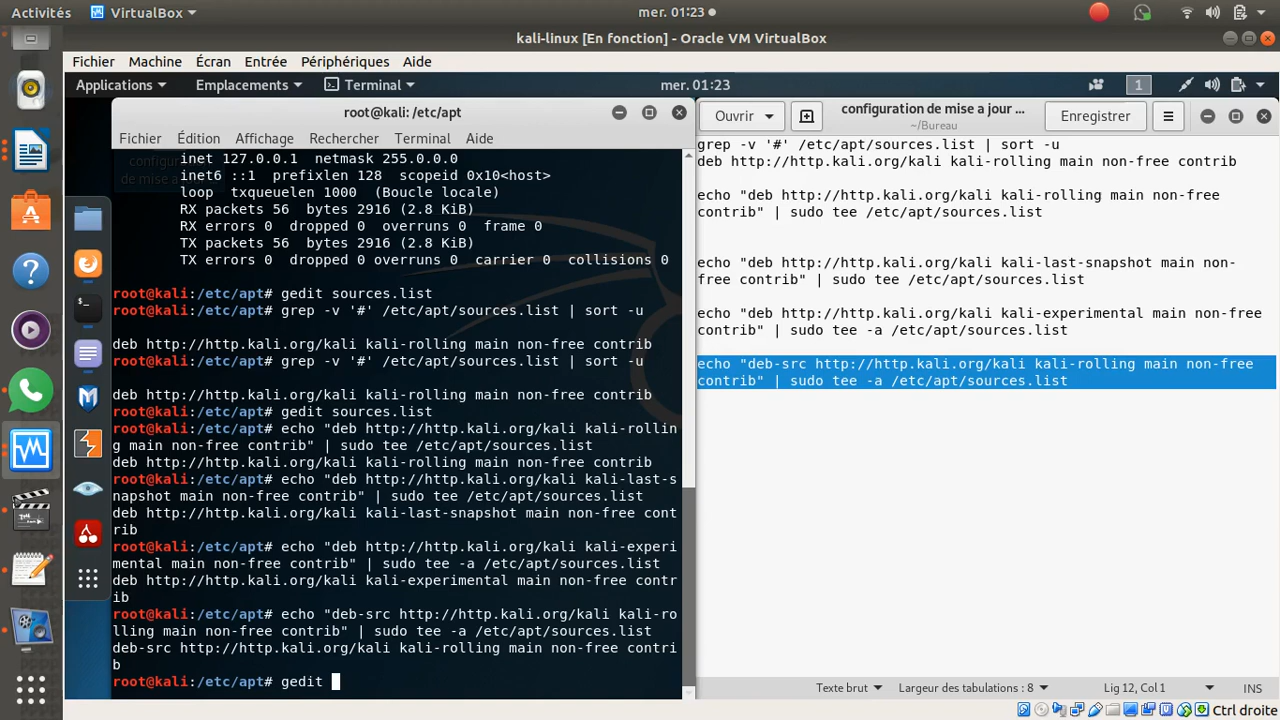 Activités
VirtualBox
mer. 01:23
kali-linux [En fonction] - Oracle VM VirtualBox
Fichier Machine Écran Entrée Périphériques Aide
Applications Emplacements Terminal
mer. 01:23
1
root@kali: /etc/apt
Fichier Édition Affichage Rechercher Terminal Aide
inet 127.0.0.1  netmask 255.0.0.0
inet6 ::1  prefixlen 128  scopeid 0x10<host>
loop  txqueuelen 1000  (Boucle locale)
RX packets 56  bytes 2916 (2.8 KiB)
RX errors 0  dropped 0  overruns 0  frame 0
TX packets 56  bytes 2916 (2.8 KiB)
TX errors 0  dropped 0 overruns 0  carrier 0  collisions 0
root@kali:/etc/apt# gedit sources.list
root@kali:/etc/apt# grep -v '#' /etc/apt/sources.list | sort -u
deb http://http.kali.org/kali kali-rolling main non-free contrib
root@kali:/etc/apt# grep -v '#' /etc/apt/sources.list | sort -u
deb http://http.kali.org/kali kali-rolling main non-free contrib
root@kali:/etc/apt# gedit sources.list
root@kali:/etc/apt# echo "deb http://http.kali.org/kali kali-rollin
g main non-free contrib" | sudo tee /etc/apt/sources.list
deb http://http.kali.org/kali kali-rolling main non-free contrib
root@kali:/etc/apt# echo "deb http://http.kali.org/kali kali-last-s
napshot main non-free contrib" | sudo tee /etc/apt/sources.list
deb http://http.kali.org/kali kali-last-snapshot main non-free cont
rib
root@kali:/etc/apt# echo "deb http://http.kali.org/kali kali-experi
mental main non-free contrib" | sudo tee -a /etc/apt/sources.list
deb http://http.kali.org/kali kali-experimental main non-free contr
ib
root@kali:/etc/apt# echo "deb-src http://http.kali.org/kali kali-ro
lling main non-free contrib" | sudo tee -a /etc/apt/sources.list
deb-src http://http.kali.org/kali kali-rolling main non-free contri
b
root@kali:/etc/apt# gedit
Ouvrir
configuration de mise a jour ...
~/Bureau
Enregistrer
grep -v '#' /etc/apt/sources.list | sort -u
deb http://http.kali.org/kali kali-rolling main non-free contrib
echo "deb http://http.kali.org/kali kali-rolling main non-free
contrib" | sudo tee /etc/apt/sources.list
echo "deb http://http.kali.org/kali kali-last-snapshot main non-
free contrib" | sudo tee /etc/apt/sources.list
echo "deb http://http.kali.org/kali kali-experimental main non-free
contrib" | sudo tee -a /etc/apt/sources.list
echo "deb-src http://http.kali.org/kali kali-rolling main non-free
contrib" | sudo tee -a /etc/apt/sources.list
Texte brut
Largeur des tabulations : 8
Lig 12, Col 1
INS
Ctrl droite